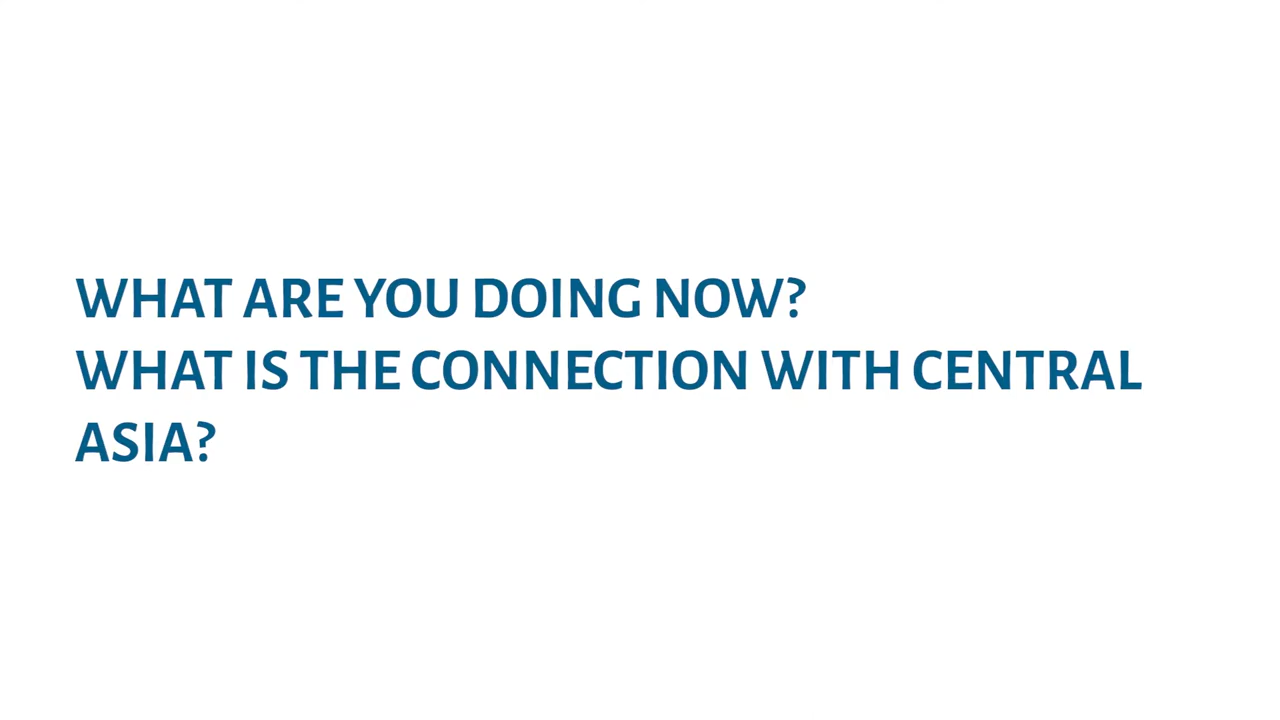 WHAT ARE YOU DOING NOW?
WHAT IS THE CONNECTION WITH CENTRAL
ASIA?